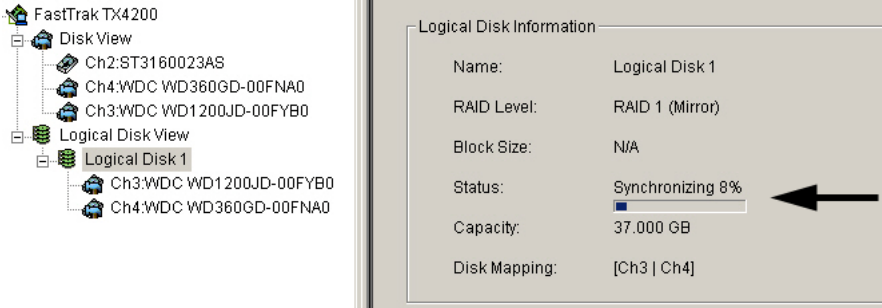 FastTrak TX4200
Disk View
Ch2:ST3160023AS
Ch4:WDC WD360GD-00FNA0
Ch3:WDC WD1200JD-00FYB0
Logical Disk View
Logical Disk 1
Ch3:WDC WD1200JD-00FYB0
Ch4:WDC WD360GD-00FNA0
Logical Disk Information
Name: Logical Disk 1
RAID Level: RAID 1 (Mirror)
Block Size: N/A
Status: Synchronizing 8%
Capacity: 37.000 GB
Disk Mapping: [Ch3 | Ch4]